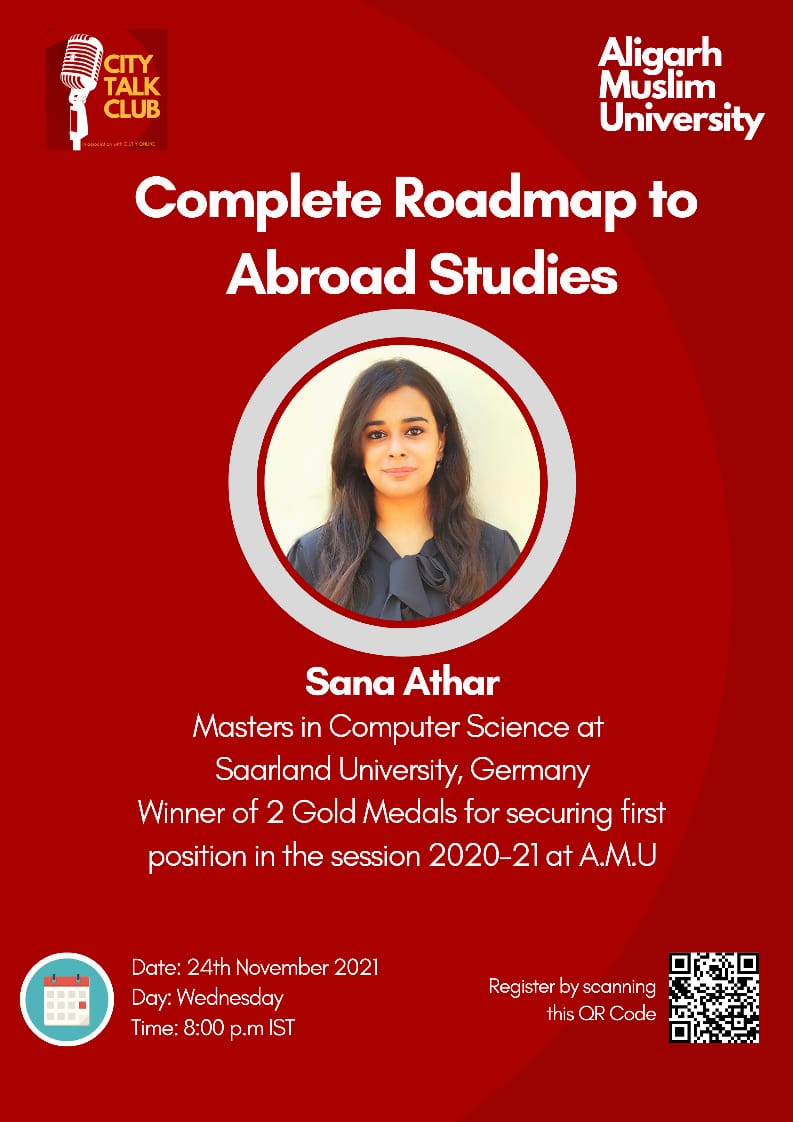 CITY
TALK
CLUB
Aligarh
Muslim
University
Complete Roadmap to
Abroad Studies
Sana Athar
Masters in Computer Science at
Saarland University, Germany
Winner of 2 Gold Medals for securing first
position in the session 2020-21 at A.M.U
Date: 24th November 2021
Day: Wednesday
Time: 8:00 p.m IST
Register by scanning
this QR Code